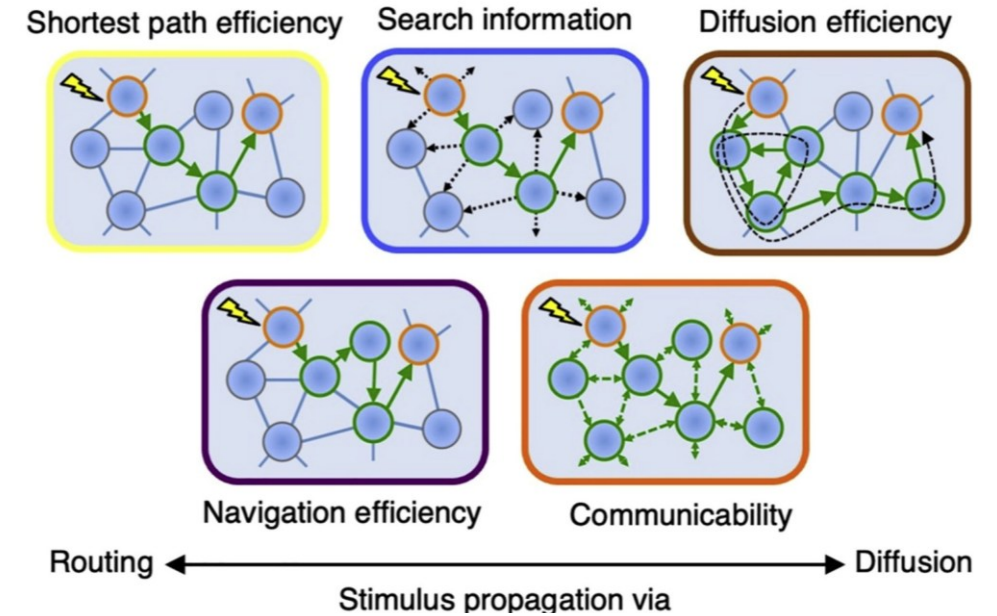 Shortest path efficiency
Search information
Diffusion efficiency
Navigation efficiency
Communicability
Routing
Diffusion
Stimulus propagation via